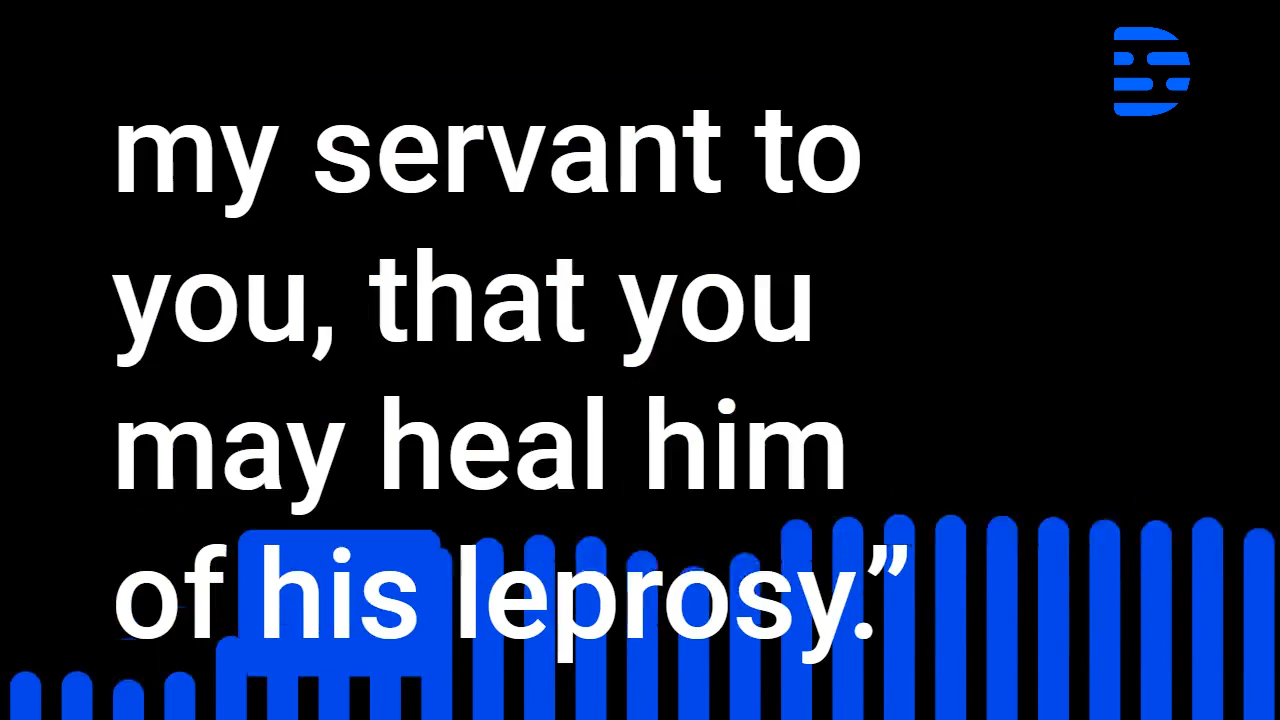 my servant to
you, that you
may heal him
of his leprosy.”